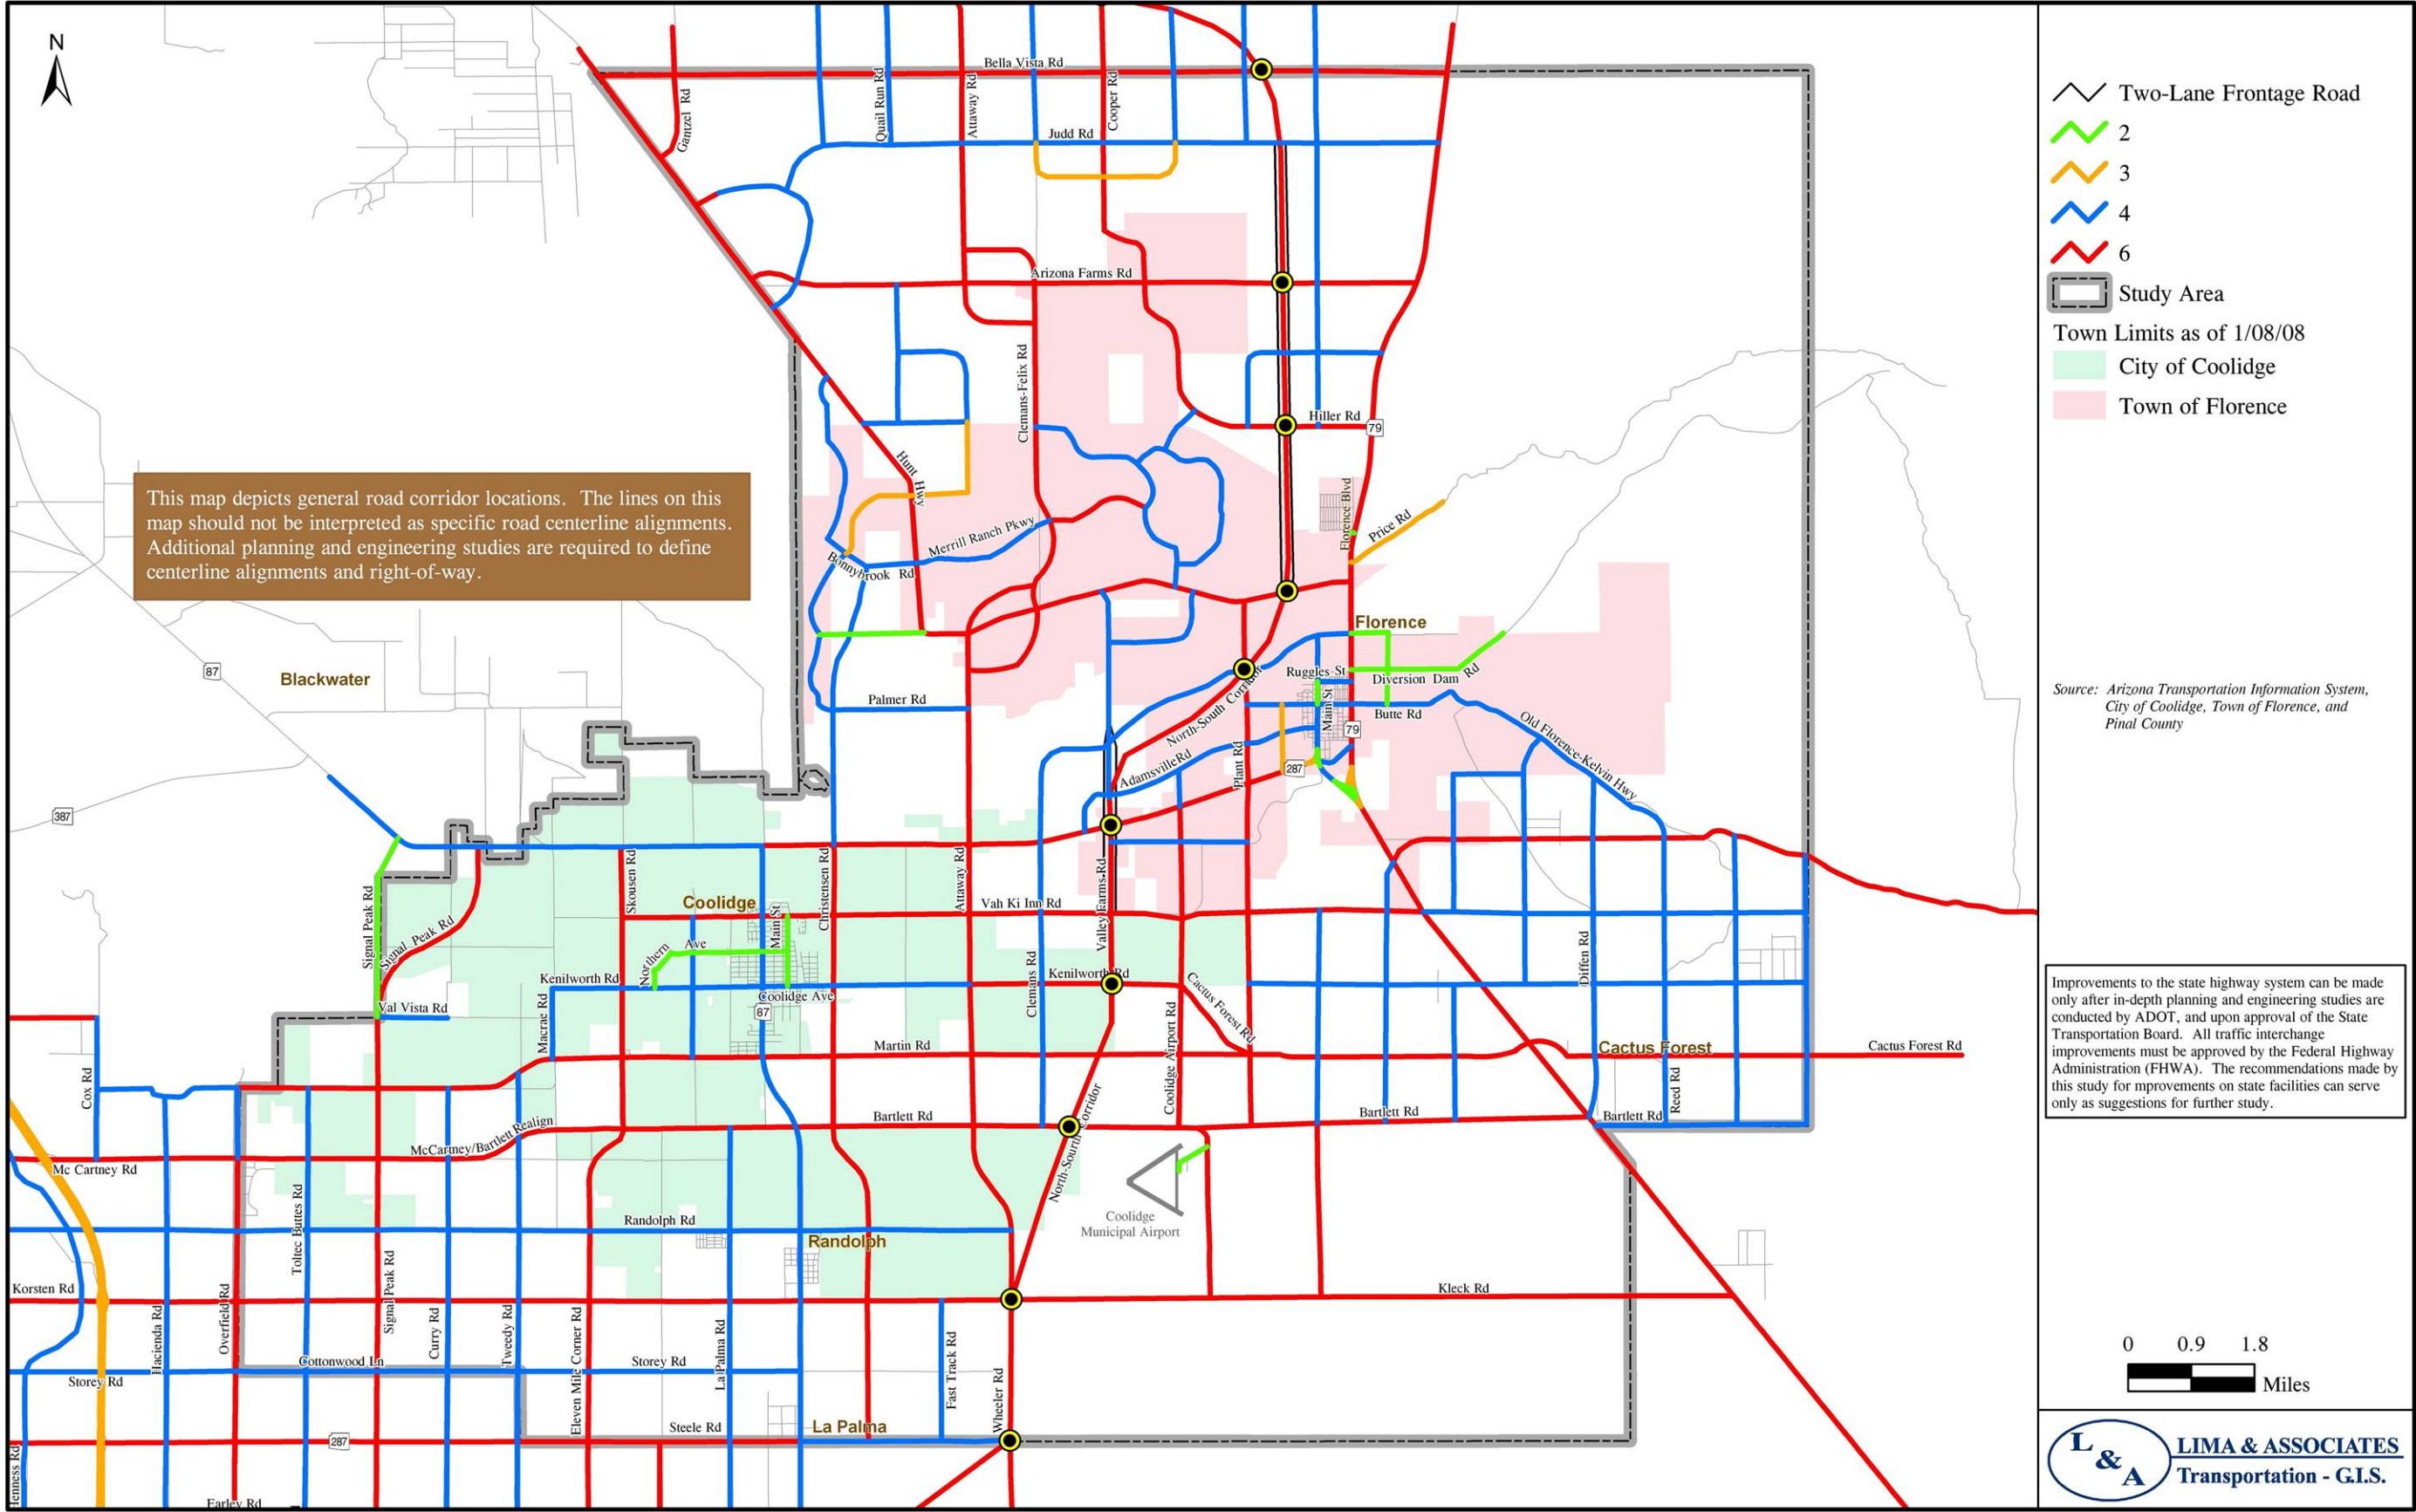 N
Bella Vista Rd
Gantzel Rd
Quail Run Rd
Attaway Rd
Cooper Rd
Judd Rd
Arizona Farms Rd
Clemans-Felix Rd
Hiller Rd
79
Hunt Hwy
Florence Blvd
Price Rd
Merrill Ranch Pkwy
Bonnybrook Rd
This map depicts general road corridor locations. The lines on this
map should not be interpreted as specific road centerline alignments.
Additional planning and engineering studies are required to define
centerline alignments and right-of-way.
Florence
87
Blackwater
Ruggles St
Diversion Dam Rd
Palmer Rd
North-South Corridor
Main St
Butte Rd
79
Old Florence-Kelvin Hwy
Adamsville Rd
Plant Rd
287
387
Skousen Rd
Christensen Rd
Attaway Rd
Valley Farms Rd
Signal Peak Rd
Signal Peak Rd
Coolidge
Main St
Vah Ki Inn Rd
Northern Ave
Kenilworth Rd
Clemans Rd
Kenilworth Rd
Cactus Forest Rd
Diffen Rd
Coolidge Ave
Val Vista Rd
87
Macrae Rd
Martin Rd
Coolidge Airport Rd
Cactus Forest
Cactus Forest Rd
Cox Rd
Reed Rd
Bartlett Rd
Bartlett Rd
Bartlett Rd
McCartney/Bartlett Realign
Mc Cartney Rd
North-South Corridor
Coolidge
Municipal Airport
Toltec Buttes Rd
Randolph Rd
Randolph
Korsten Rd
Kleck Rd
Hacienda Rd
Overfield Rd
Signal Peak Rd
Curry Rd
Tweedy Rd
Eleven Mile Corner Rd
La Palma Rd
Fast Track Rd
Wheeler Rd
Cottonwood Ln
Storey Rd
Storey Rd
Steele Rd
La Palma
287
Henness Rd
Earley Rd
Two-Lane Frontage Road
2
3
4
6
Study Area
Town Limits as of 1/08/08
City of Coolidge
Town of Florence
Source: Arizona Transportation Information System,
City of Coolidge, Town of Florence, and
Pinal County
Improvements to the state highway system can be made
only after in-depth planning and engineering studies are
conducted by ADOT, and upon approval of the State
Transportation Board. All traffic interchange
improvements must be approved by the Federal Highway
Administration (FHWA). The recommendations made by
this study for mprovements on state facilities can serve
only as suggestions for further study.
0 0.9 1.8
Miles
L & A
LIMA & ASSOCIATES
Transportation - G.I.S.